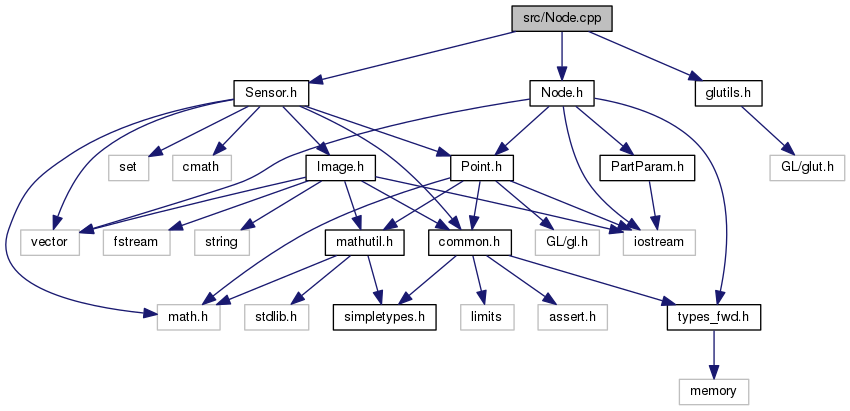 src/Node.cpp
Sensor.h
Node.h
glutils.h
set
cmath
Image.h
Point.h
PartParam.h
GL/glut.h
vector
fstream
string
mathutil.h
common.h
GL/gl.h
iostream
math.h
stdlib.h
simpletypes.h
limits
assert.h
types_fwd.h
memory